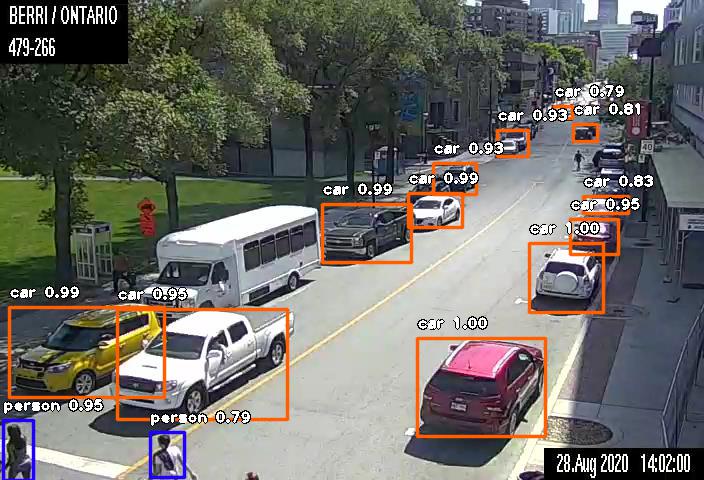 BERRI / ONTARIO
479-266
car 0.79
car 0.93
car 0.81
car 0.93
car 0.99
car 0.99
car 0.83
car 0.95
car 1.00
car 0.99
car 0.95
car 1.00
person 0.95
person 0.79
40
28.Aug 2020 14:02:00